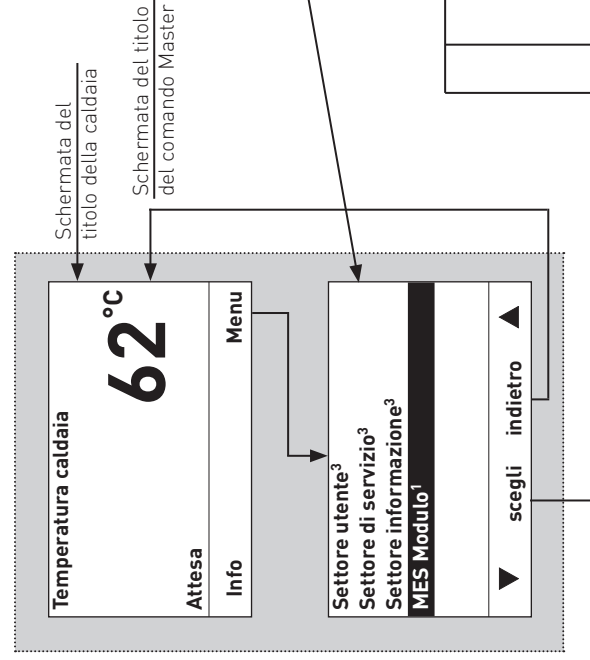 Schermata del
titolo della caldaia
Schermata del titolo
del comando Master
Temperatura caldaia
62°C
Attesa
Info Menu
Settore utente³
Settore di servizio³
Settore informazione³
MES Modulo¹
▼ scegli indietro ▲